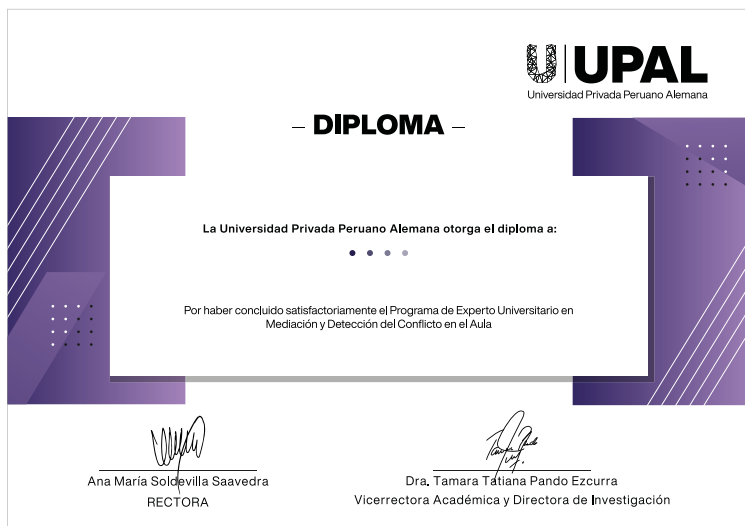 UPAL
Universidad Privada Peruano Alemana
– DIPLOMA –
La Universidad Privada Peruano Alemana otorga el diploma a:
Por haber concluido satisfactoriamente el Programa de Experto Universitario en
Mediación y Detección del Conflicto en el Aula
Ana María Soldevilla Saavedra
RECTORA
Dra. Tamara Tatiana Pando Ezcurra
Vicerrectora Académica y Directora de Investigación